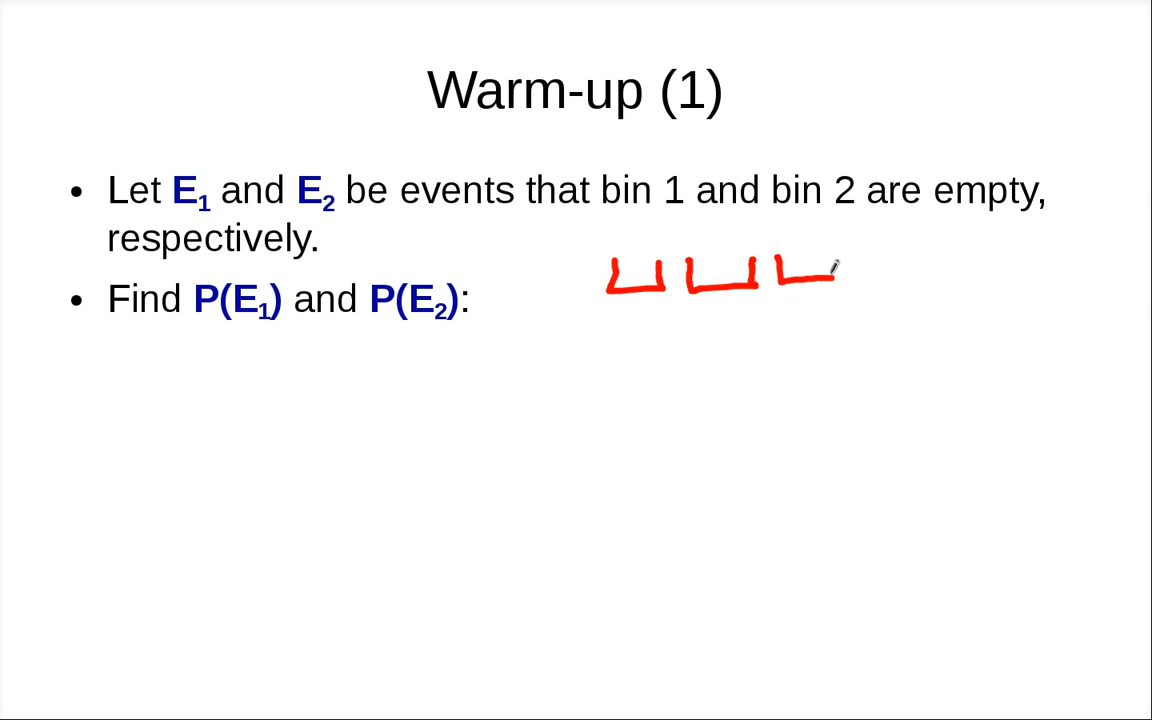 Warm-up (1)
• Let E₁ and E₂ be events that bin 1 and bin 2 are empty,
respectively.
• Find P(E₁) and P(E₂):